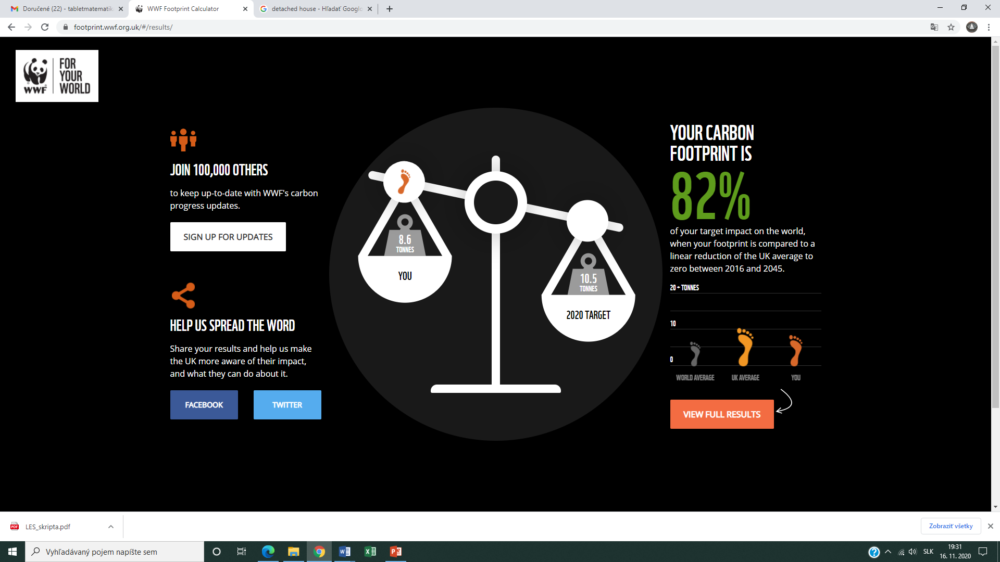 Doručené (22) - tabletmatematik
WWF Footprint Calculator
detached house - Hľadať Googlo
footprint.wwf.org.uk/#/results/
WWF
FOR
YOUR
WORLD
JOIN 100,000 OTHERS
to keep up-to-date with WWF's carbon
progress updates.
SIGN UP FOR UPDATES
HELP US SPREAD THE WORD
Share your results and help us make
the UK more aware of their impact,
and what they can do about it.
FACEBOOK
TWITTER
8.6
TONNES
YOU
10.5
TONNES
2020 TARGET
YOUR CARBON
FOOTPRINT IS
82%
of your target impact on the world,
when your footprint is compared to a
linear reduction of the UK average to
zero between 2016 and 2045.
20 + TONNES
10
0
WORLD AVERAGE
UK AVERAGE
YOU
VIEW FULL RESULTS
PDF
LES_skripta.pdf
Zobraziť všetky
Vyhľadávaný pojem napíšte sem
SLK
19:31
16. 11. 2020